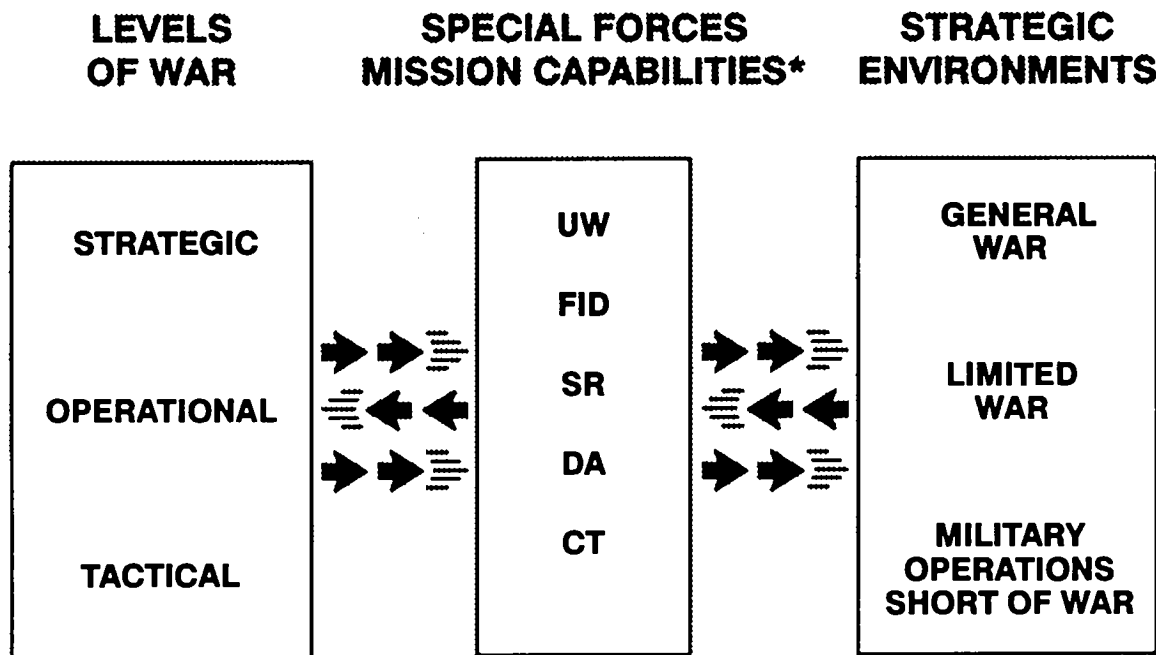 LEVELS
OF WAR
SPECIAL FORCES
MISSION CAPABILITIES*
STRATEGIC
ENVIRONMENTS
STRATEGIC
OPERATIONAL
TACTICAL
UW
FID
SR
DA
CT
GENERAL
WAR
LIMITED
WAR
MILITARY
OPERATIONS
SHORT OF WAR